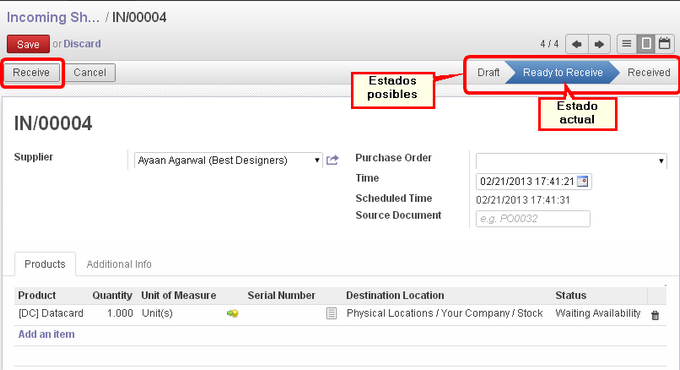 Incoming Sh... / IN/00004
Save or Discard
4 / 4
Receive Cancel
Estados posibles
Draft Ready to Receive Received
Estado actual
IN/00004
Supplier Ayaan Agarwal (Best Designers)
Purchase Order
Time 02/21/2013 17:41:21
Scheduled Time 02/21/2013 17:41:31
Source Document e.g. PO0032
Products Additional Info
Product Quantity Unit of Measure Serial Number Destination Location Status
[DC] Datacard 1.000 Unit(s) Physical Locations / Your Company / Stock Waiting Availability
Add an item